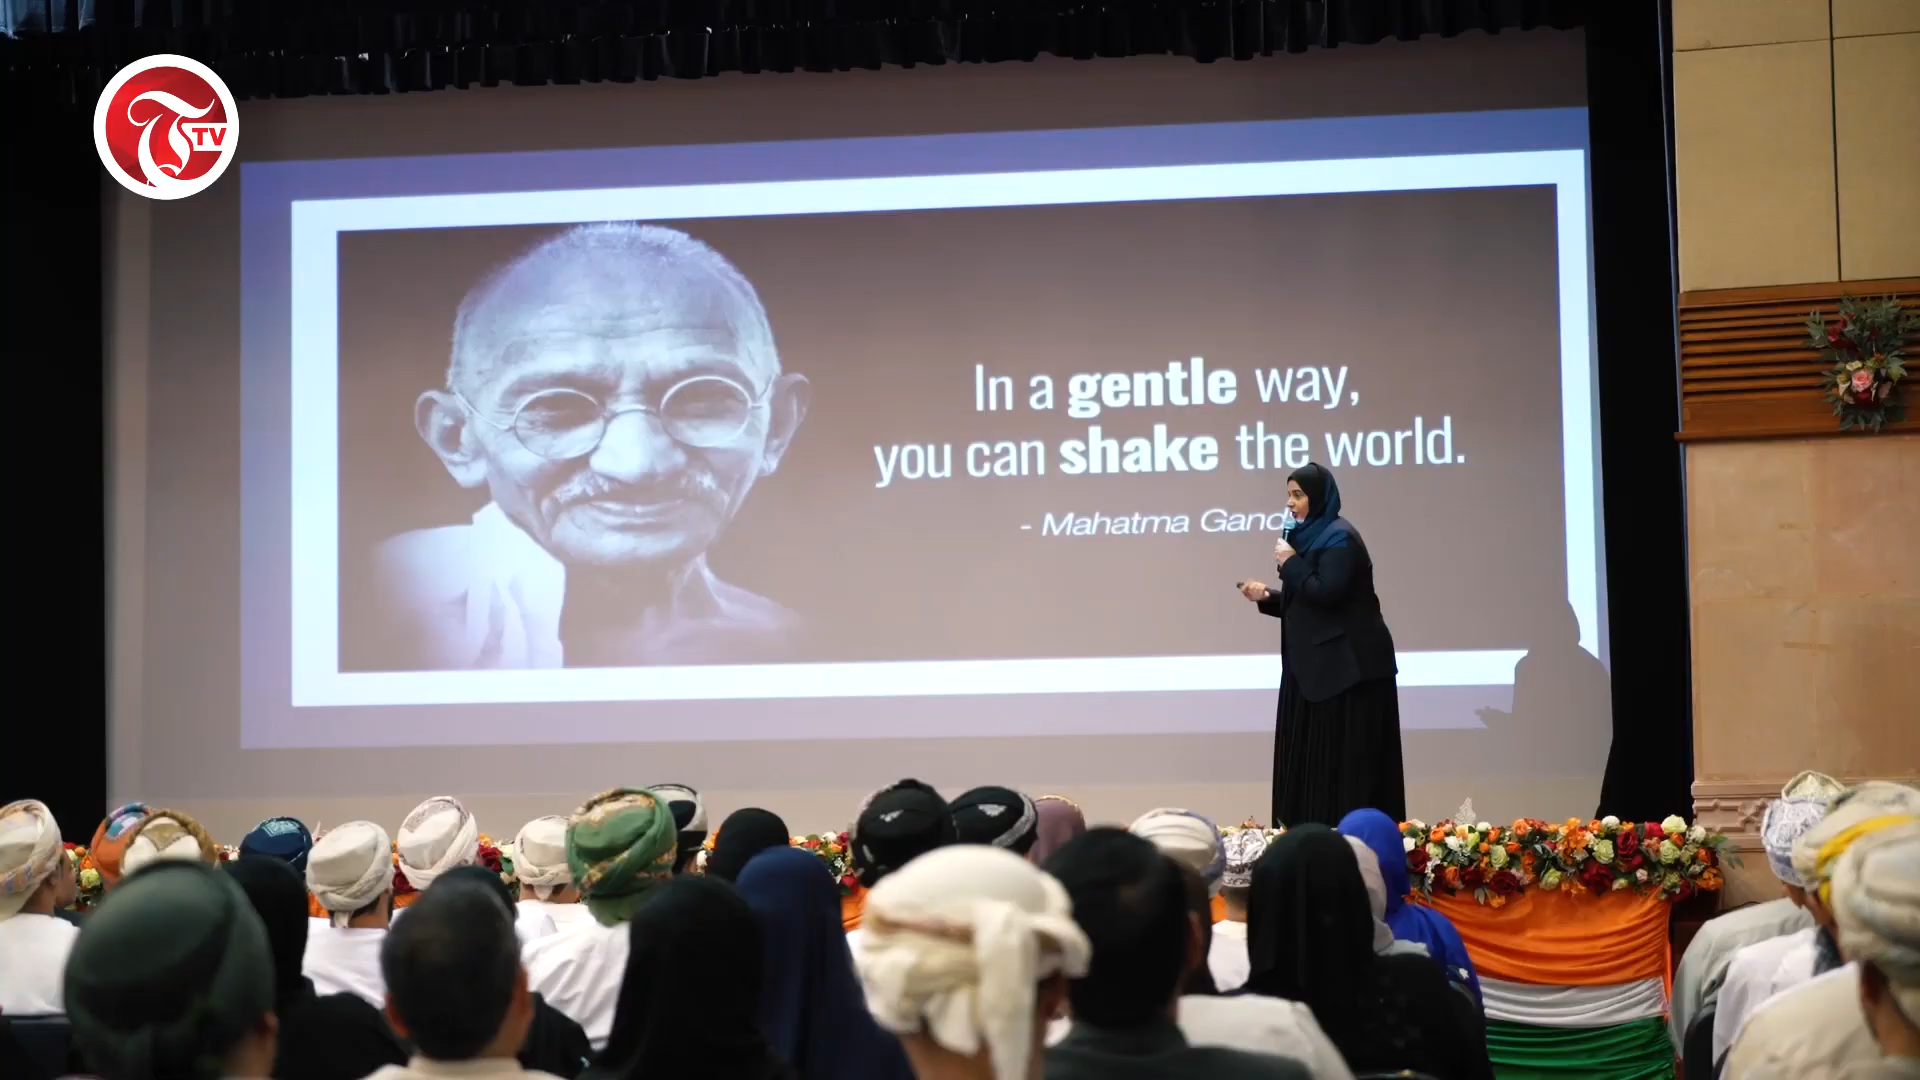 TV
In a gentle way,
you can shake the world.
- Mahatma Gand